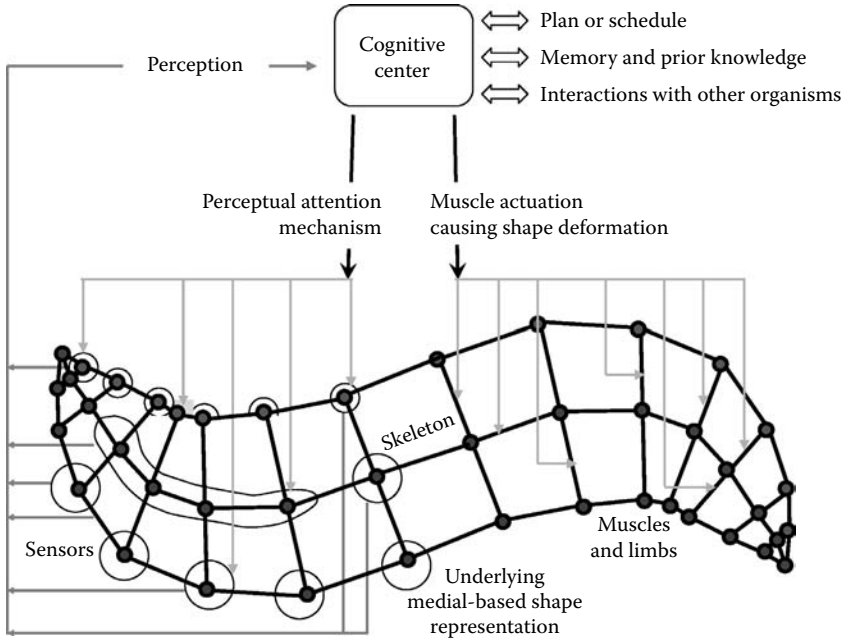 Cognitive
center
Plan or schedule
Memory and prior knowledge
Interactions with other organisms
Perception
Perceptual attention
mechanism
Muscle actuation
causing shape deformation
Skeleton
Sensors
Muscles
and limbs
Underlying
medial-based shape
representation